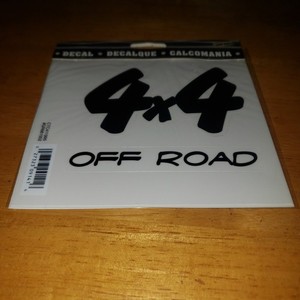 DECAL • DECALQUE • CALCOMANIA
4x4
OFF ROAD